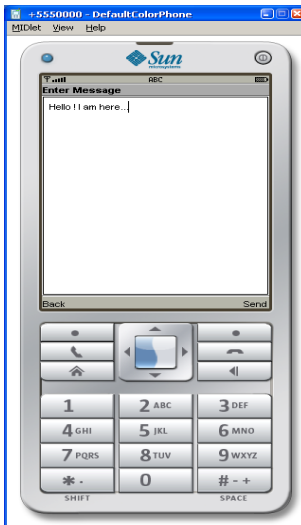 +5550000 - DefaultColorPhone
MIDlet View Help
Sun
microsystems
ABC
Enter Message
Hello ! I am here...
Back Send
1 2 ABC 3 DEF
4 GHI 5 JKL 6 MNO
7 PQRS 8 TUV 9 WXYZ
* . 0 # - +
SHIFT SPACE